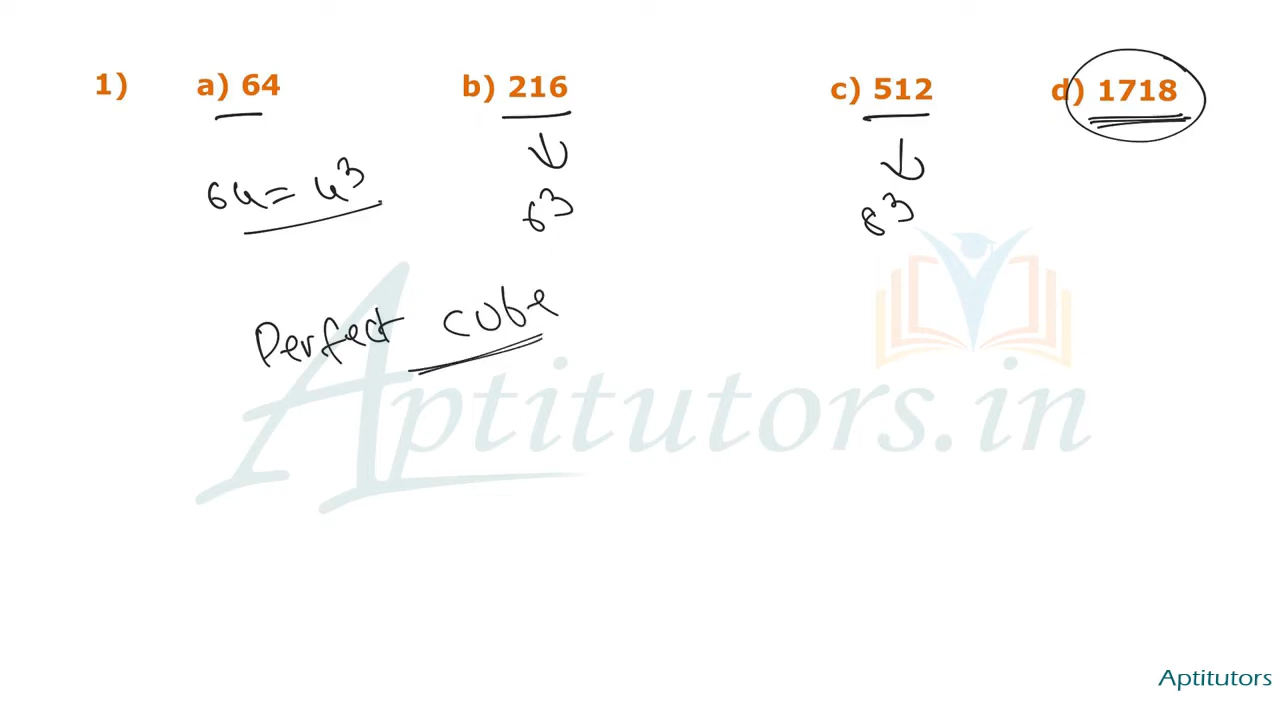 1) a) 64 b) 216 c) 512 d) 1718
64 = 4³ 6³ 8³
Perfect cube
Aptitutors.in
Aptitutors